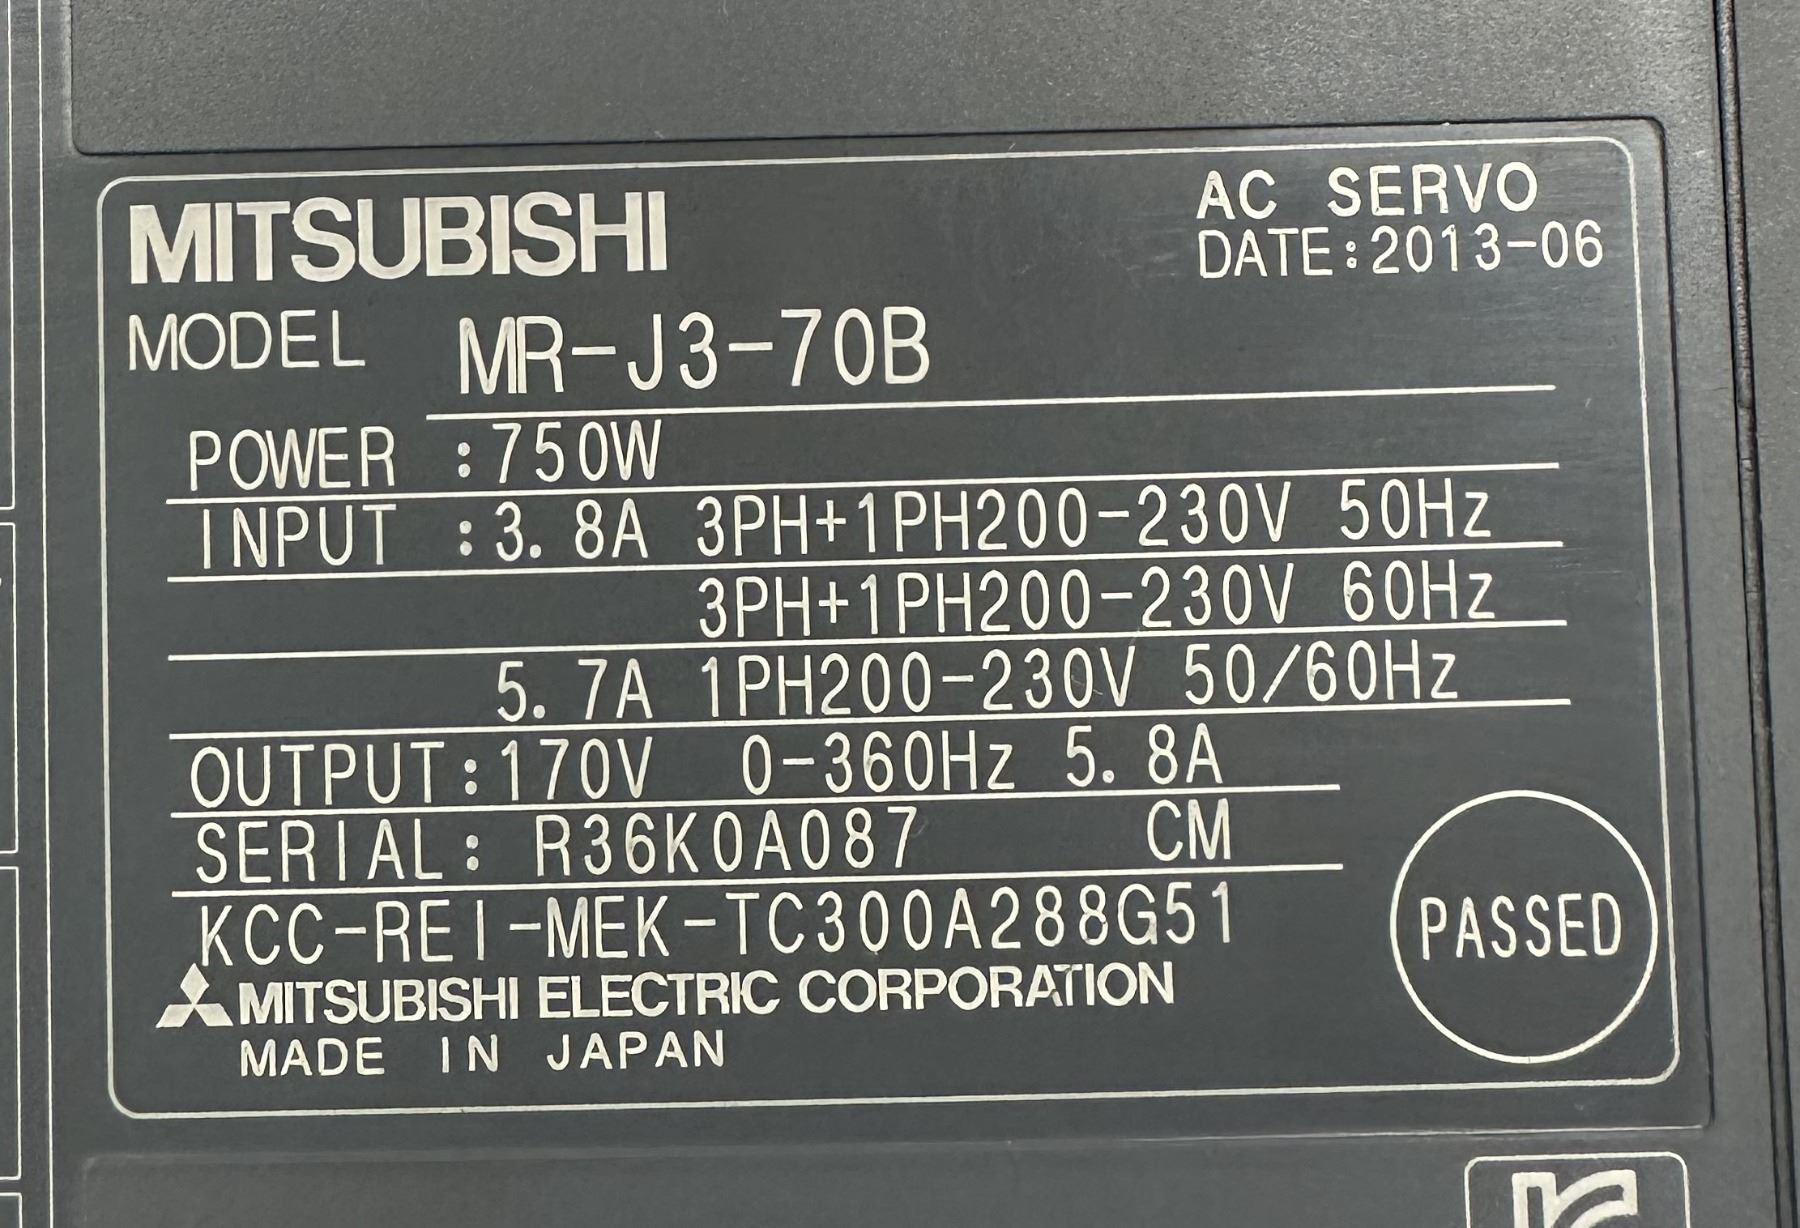 MITSUBISHI
AC SERVO
DATE:2013-06
MODEL MR-J3-70B
POWER :750W
INPUT :3.8A 3PH+1PH200-230V 50Hz
3PH+1PH200-230V 60Hz
5.7A 1PH200-230V 50/60Hz
OUTPUT:170V 0-360Hz 5.8A
SERIAL: R36K0A087 CM
KCC-REI-MEK-TC300A288G51
MITSUBISHI ELECTRIC CORPORATION
MADE IN JAPAN
PASSED